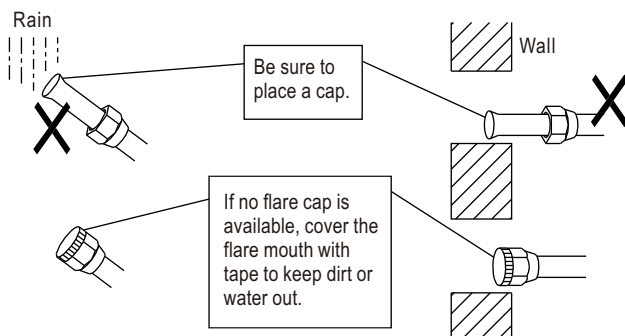 Rain
Wall
Be sure to
place a cap.
If no flare cap is
available, cover the
flare mouth with
tape to keep dirt or
water out.